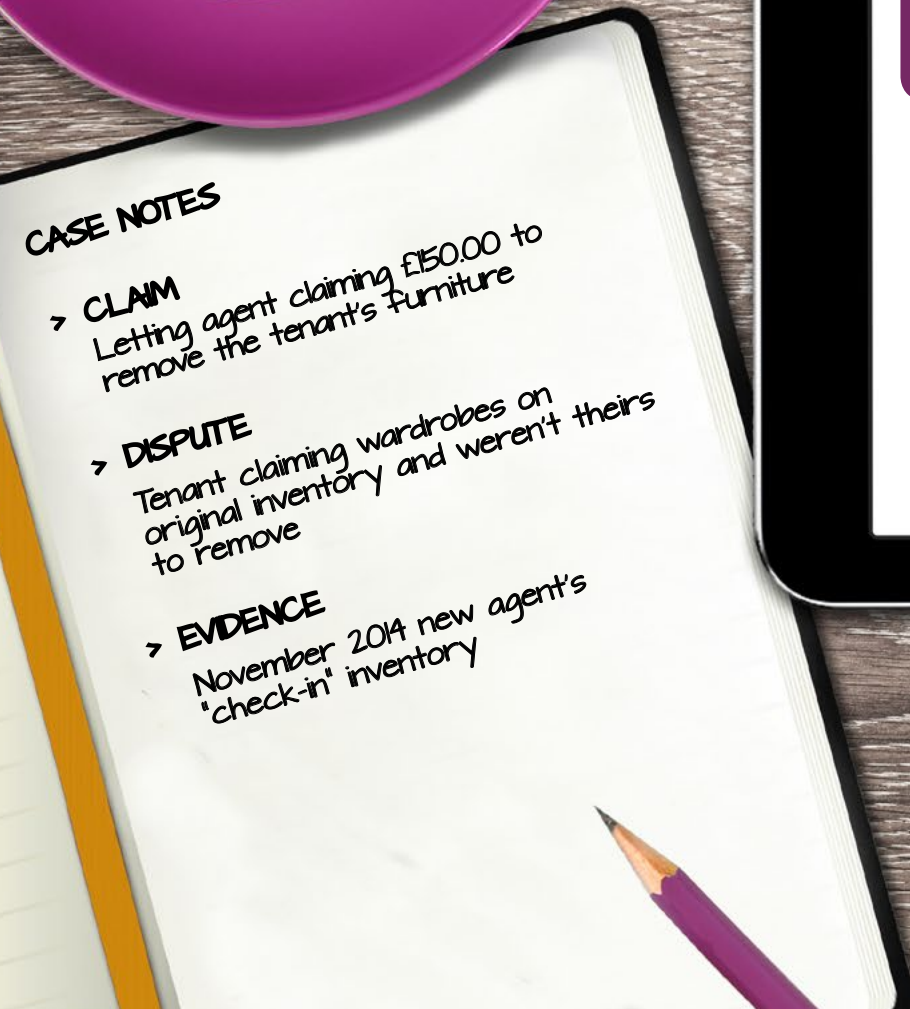 CASE NOTES
> CLAIM
Letting agent claiming £150.00 to
remove the tenant's furniture
> DISPUTE
Tenant claiming wardrobes on
original inventory and weren't theirs
to remove
> EVIDENCE
November 2014 new agent's
"check-in" inventory